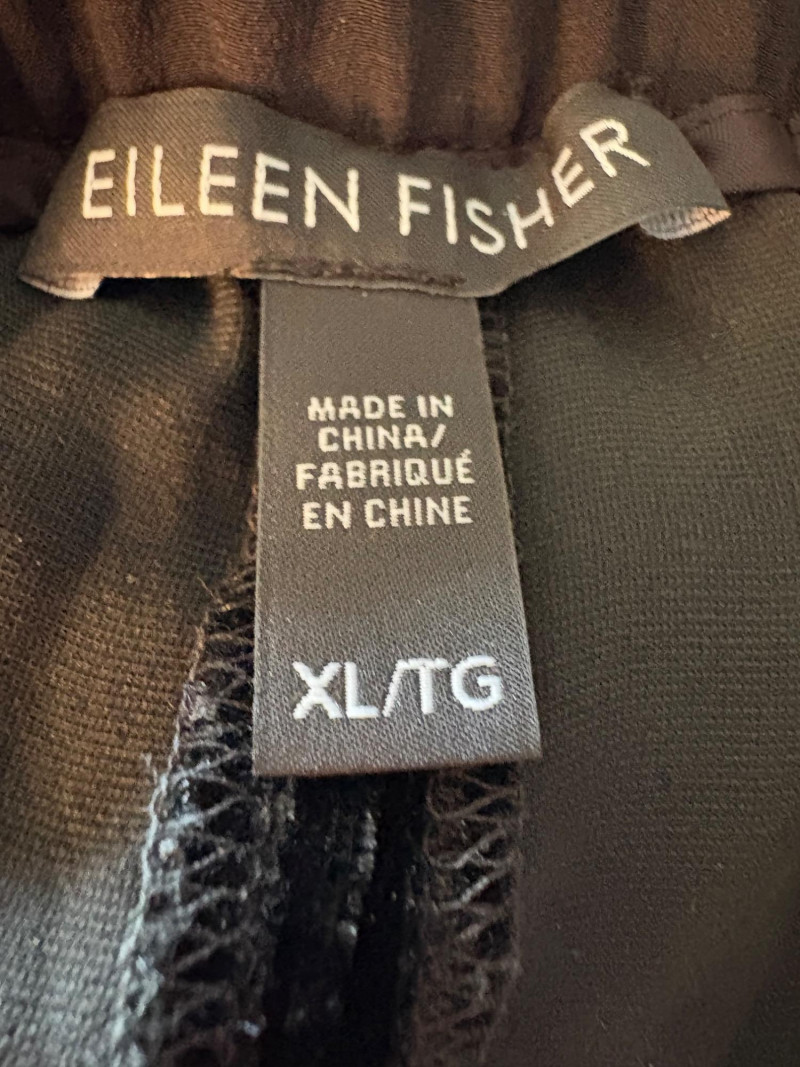 EILEEN FISHER
MADE IN
CHINA/
FABRIQUÉ
EN CHINE
XL/TG